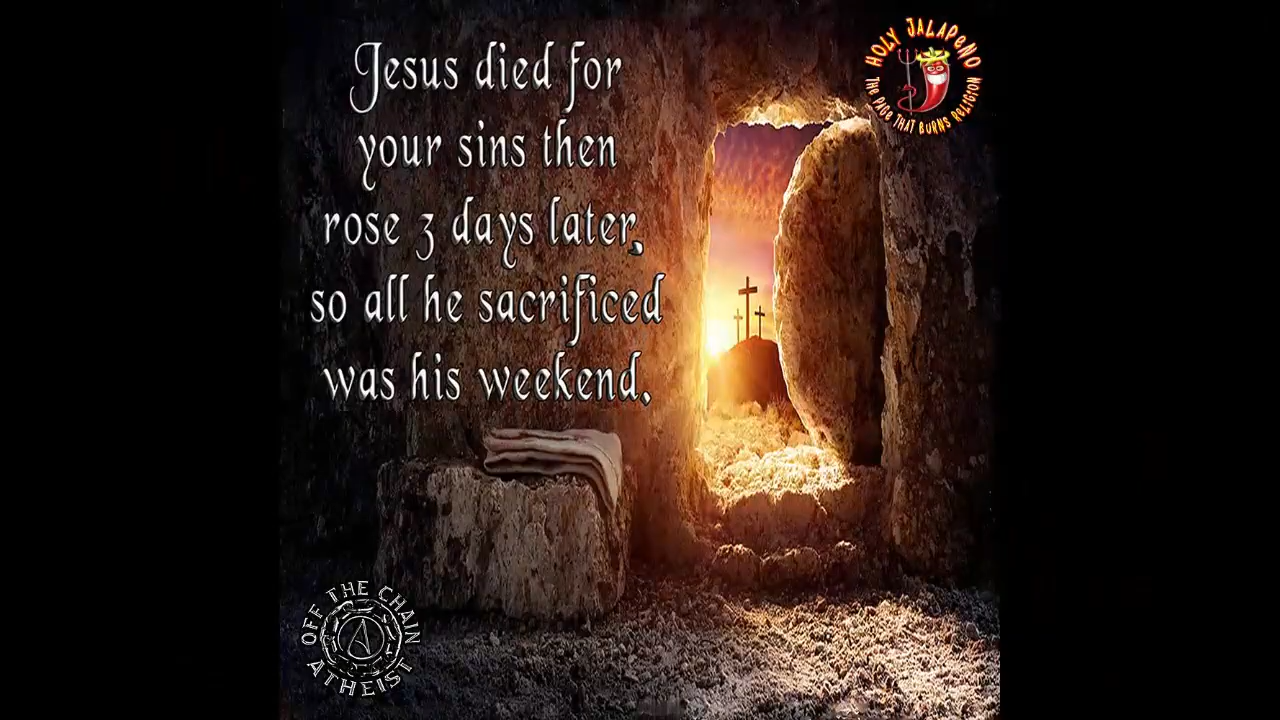 Jesus died for
your sins then
rose 3 days later,
so all he sacrificed
was his weekend.
HOLY JALAPENO
THE PAGE THAT BURNS RELIGION
OFF THE CHAIN
ATHEIST